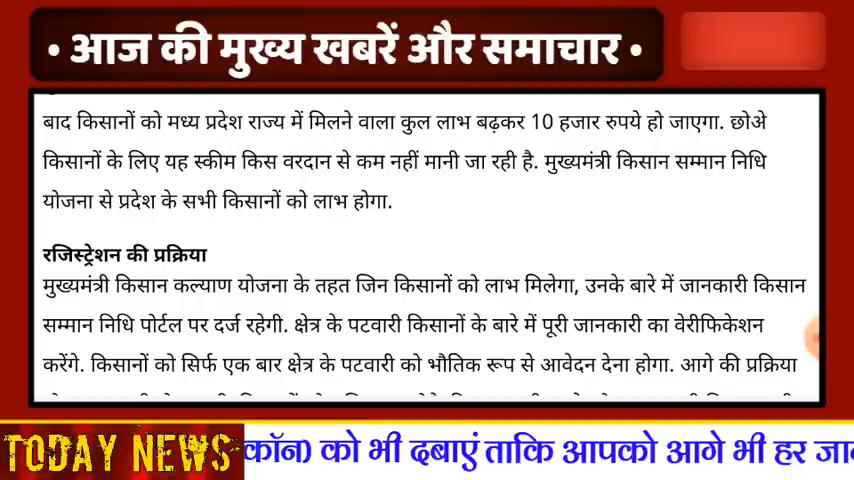 • आज की मुख्य खबरें और समाचार •
बाद किसानों को मध्य प्रदेश राज्य में मिलने वाला कुल लाभ बढ़कर 10 हजार रुपये हो जाएगा. छोअे
किसानों के लिए यह स्कीम किस वरदान से कम नहीं मानी जा रही है. मुख्यमंत्री किसान सम्मान निधि
योजना से प्रदेश के सभी किसानों को लाभ होगा.
रजिस्ट्रेशन की प्रक्रिया
मुख्यमंत्री किसान कल्याण योजना के तहत जिन किसानों को लाभ मिलेगा, उनके बारे में जानकारी किसान
सम्मान निधि पोर्टल पर दर्ज रहेगी. क्षेत्र के पटवारी किसानों के बारे में पूरी जानकारी का वेरीफिकेशन
करेंगे. किसानों को सिर्फ एक बार क्षेत्र के पटवारी को भौतिक रूप से आवेदन देना होगा. आगे की प्रक्रिया
TODAY NEWS कॉन) को भी दबाएं ताकि आपको आगे भी हर